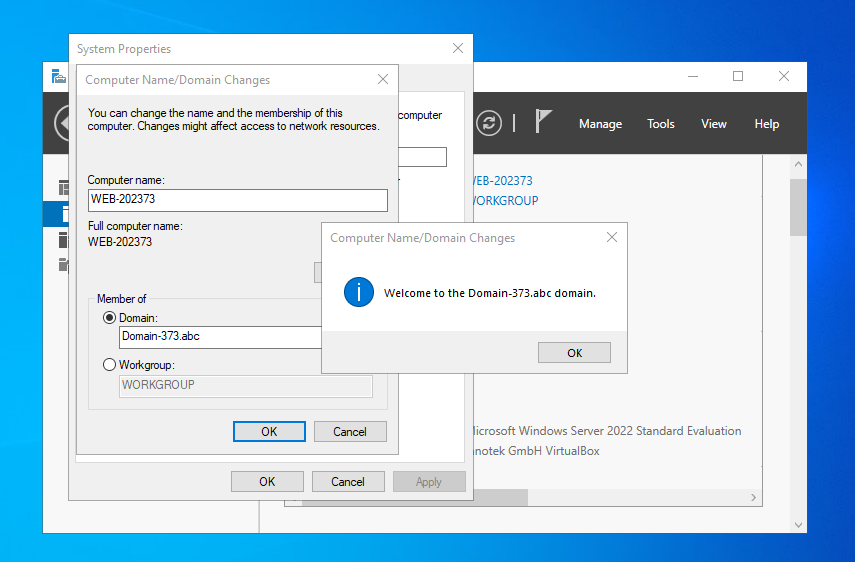 System Properties
Computer Name/Domain Changes
You can change the name and the membership of this
computer. Changes might affect access to network resources.
computer
Manage
Tools
View
Help
Computer name:
WEB-202373
WEB-202373
WORKGROUP
Full computer name:
WEB-202373
Computer Name/Domain Changes
Welcome to the Domain-373.abc domain.
OK
Member of
Domain:
Domain-373.abc
Workgroup:
WORKGROUP
OK
Cancel
Microsoft Windows Server 2022 Standard Evaluation
GmbH VirtualBox
OK
Cancel
Apply